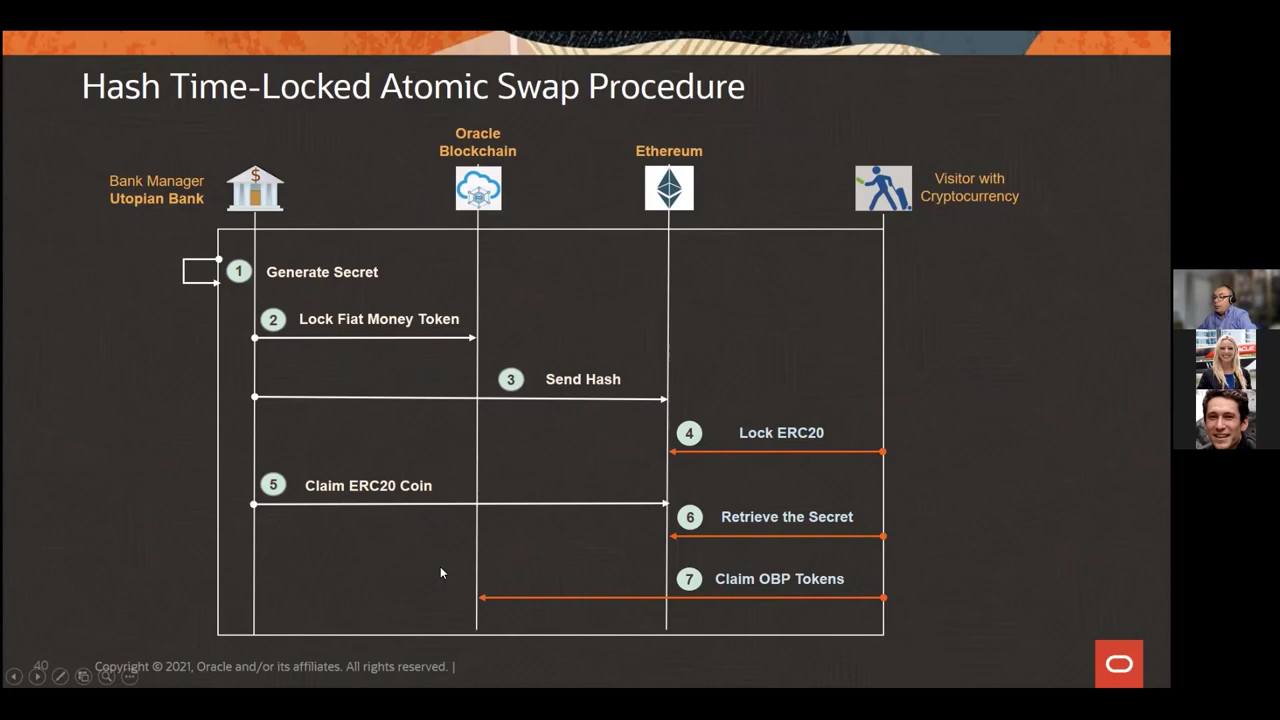 Hash Time-Locked Atomic Swap Procedure
Oracle
Blockchain
Ethereum
Bank Manager
Utopian Bank
$
Visitor with
Cryptocurrency
1 Generate Secret
2 Lock Fiat Money Token
3 Send Hash
4 Lock ERC20
5 Claim ERC20 Coin
6 Retrieve the Secret
7 Claim OBP Tokens
40
Copyright © 2021, Oracle and/or its affiliates. All rights reserved. |